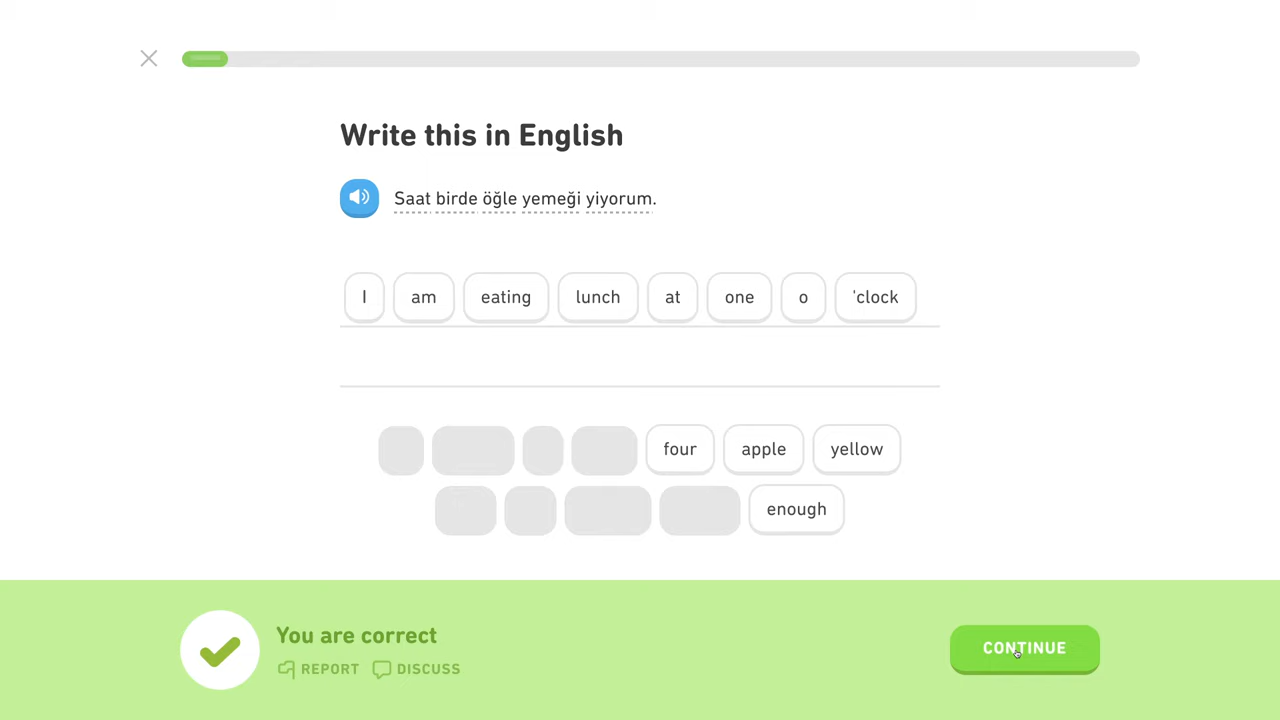 Write this in English
Saat birde öğle yemeği yiyorum.
I am eating lunch at one o 'clock
four apple yellow
enough
You are correct
REPORT DISCUSS
CONTINUE